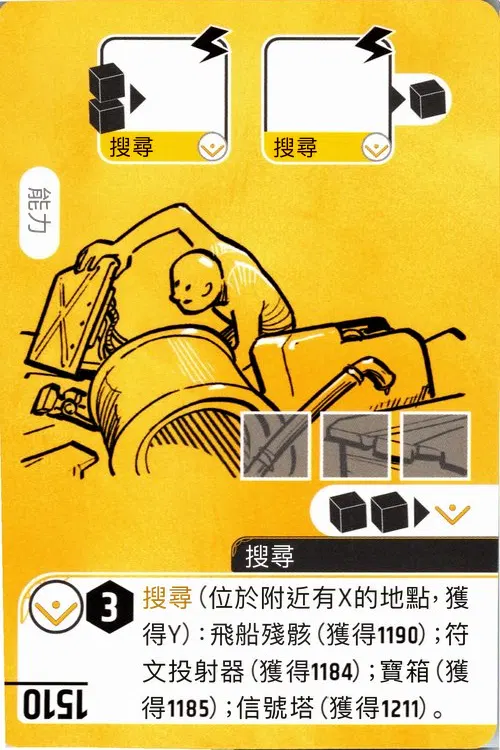 搜尋
搜尋
能力
搜尋
3
搜尋（位於附近有X的地點，獲
得Y）：飛船殘骸（獲得1190）；符
文投射器（獲得1184）；寶箱（獲
得1185）；信號塔（獲得1211）。
1510